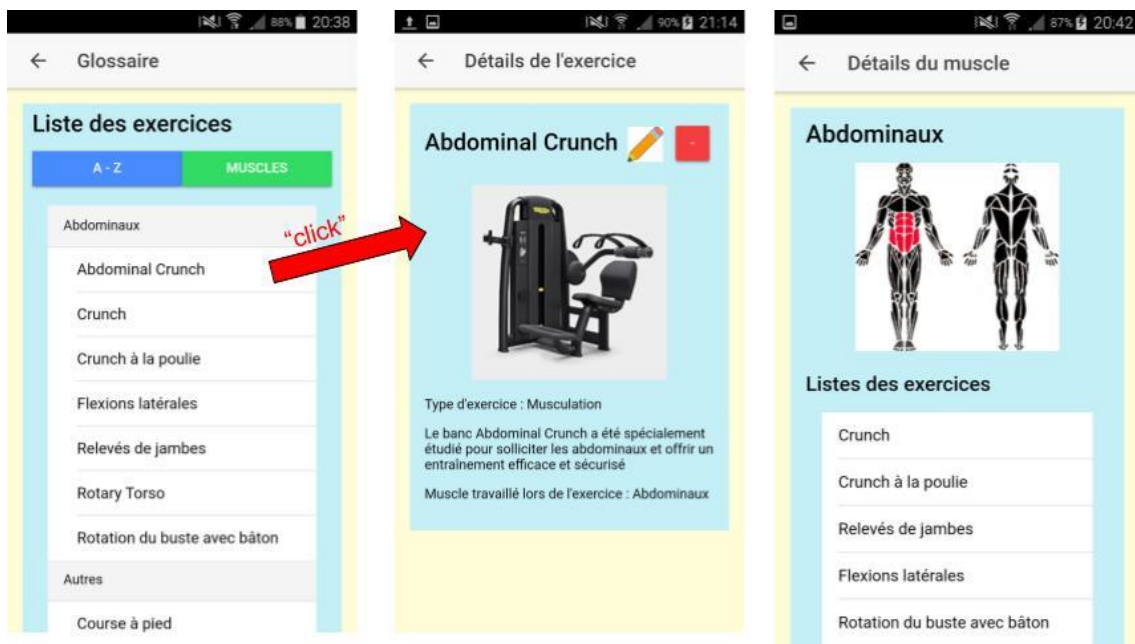 88% 20:38
Glossaire
Liste des exercices
A - Z
MUSCLES
Abdominaux
Abdominal Crunch
Crunch
Crunch à la poulie
Flexions latérales
Relevés de jambes
Rotary Torso
Rotation du buste avec bâton
Autres
Course à pied
"click"
90% 21:14
Détails de l'exercice
Abdominal Crunch
-
Type d'exercice : Musculation
Le banc Abdominal Crunch a été spécialement
étudié pour solliciter les abdominaux et offrir un
entraînement efficace et sécurisé
Muscle travaillé lors de l'exercice : Abdominaux
87% 20:42
Détails du muscle
Abdominaux
Listes des exercices
Crunch
Crunch à la poulie
Relevés de jambes
Flexions latérales
Rotation du buste avec bâton